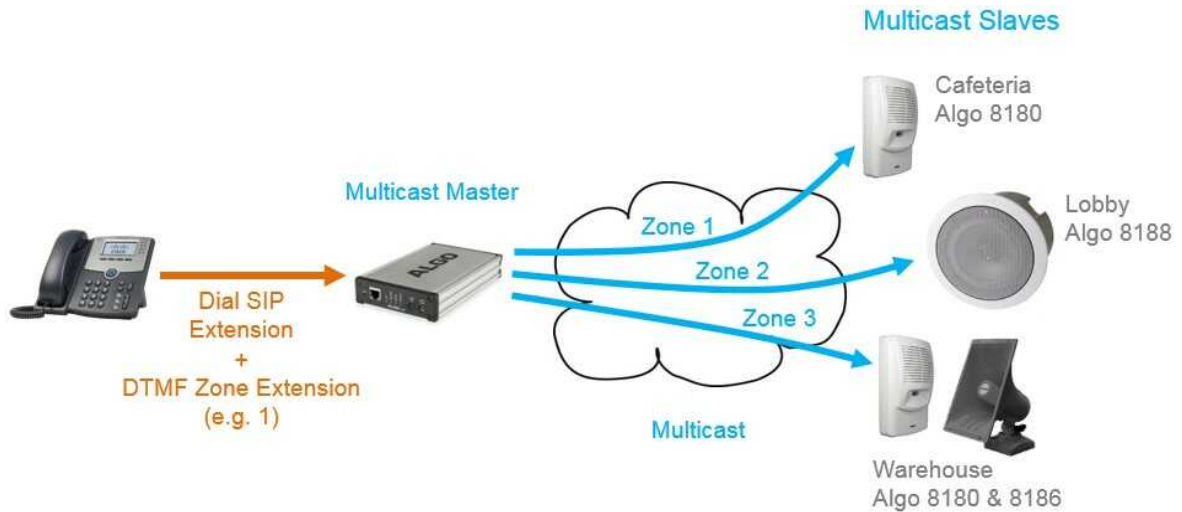 Multicast Slaves
Cafeteria
Algo 8180
Multicast Master
Zone 1
Lobby
Algo 8188
ALGO
Zone 2
Dial SIP
Extension
+
DTMF Zone Extension
(e.g. 1)
Zone 3
Multicast
Warehouse
Algo 8180 & 8186